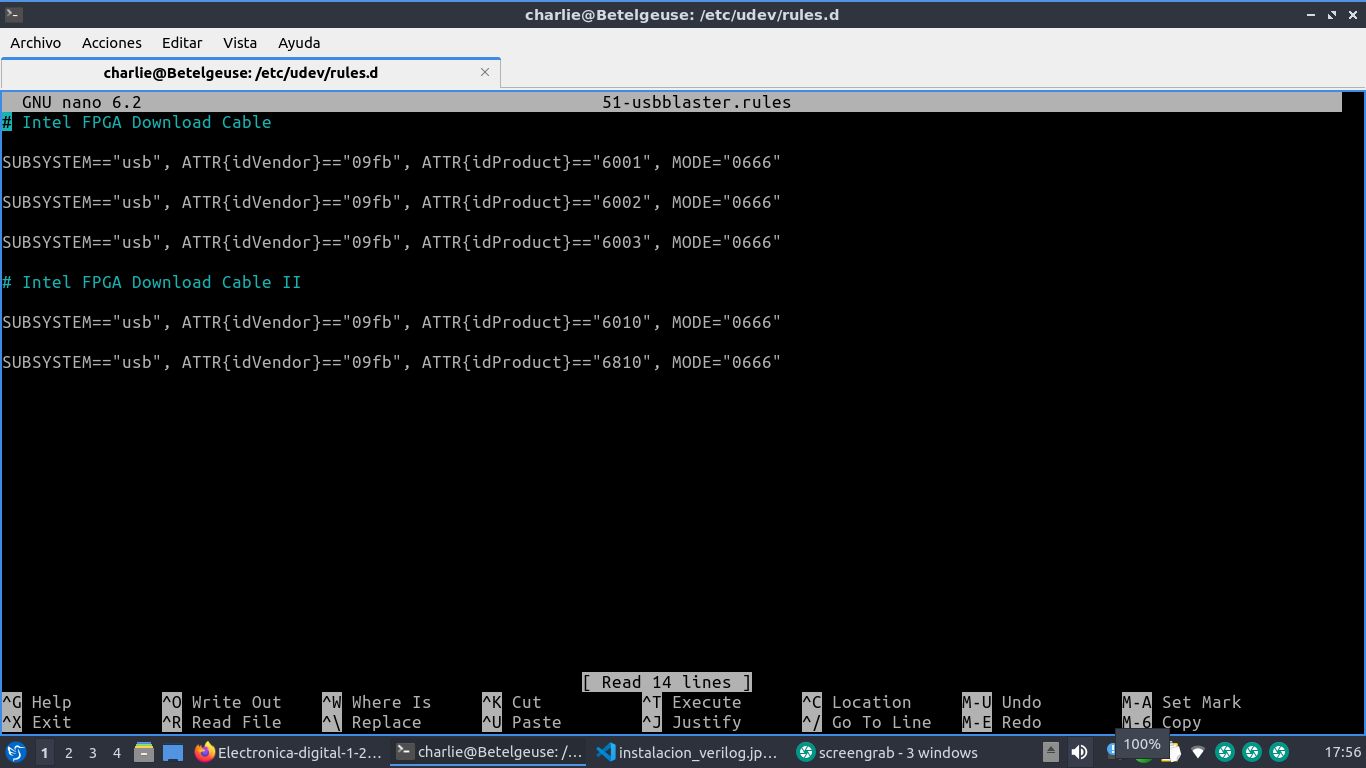 charlie@Betelgeuse: /etc/udev/rules.d
Archivo Acciones Editar Vista Ayuda
charlie@Betelgeuse: /etc/udev/rules.d
GNU nano 6.2 51-usbblaster.rules
# Intel FPGA Download Cable
SUBSYSTEM=="usb", ATTR{idVendor}=="09fb", ATTR{idProduct}=="6001", MODE="0666"
SUBSYSTEM=="usb", ATTR{idVendor}=="09fb", ATTR{idProduct}=="6002", MODE="0666"
SUBSYSTEM=="usb", ATTR{idVendor}=="09fb", ATTR{idProduct}=="6003", MODE="0666"
# Intel FPGA Download Cable II
SUBSYSTEM=="usb", ATTR{idVendor}=="09fb", ATTR{idProduct}=="6010", MODE="0666"
SUBSYSTEM=="usb", ATTR{idVendor}=="09fb", ATTR{idProduct}=="6810", MODE="0666"
[ Read 14 lines ]
^G Help ^O Write Out ^W Where Is ^K Cut ^T Execute ^C Location M-U Undo M-A Set Mark
^X Exit ^R Read File ^\ Replace ^U Paste ^J Justify ^/ Go To Line M-E Redo M-6 Copy
100%
1 2 3 4 Electronica-digital-1-2... charlie@Betelgeuse: /... instalacion_verilog.jp... screengrab - 3 windows 17:56